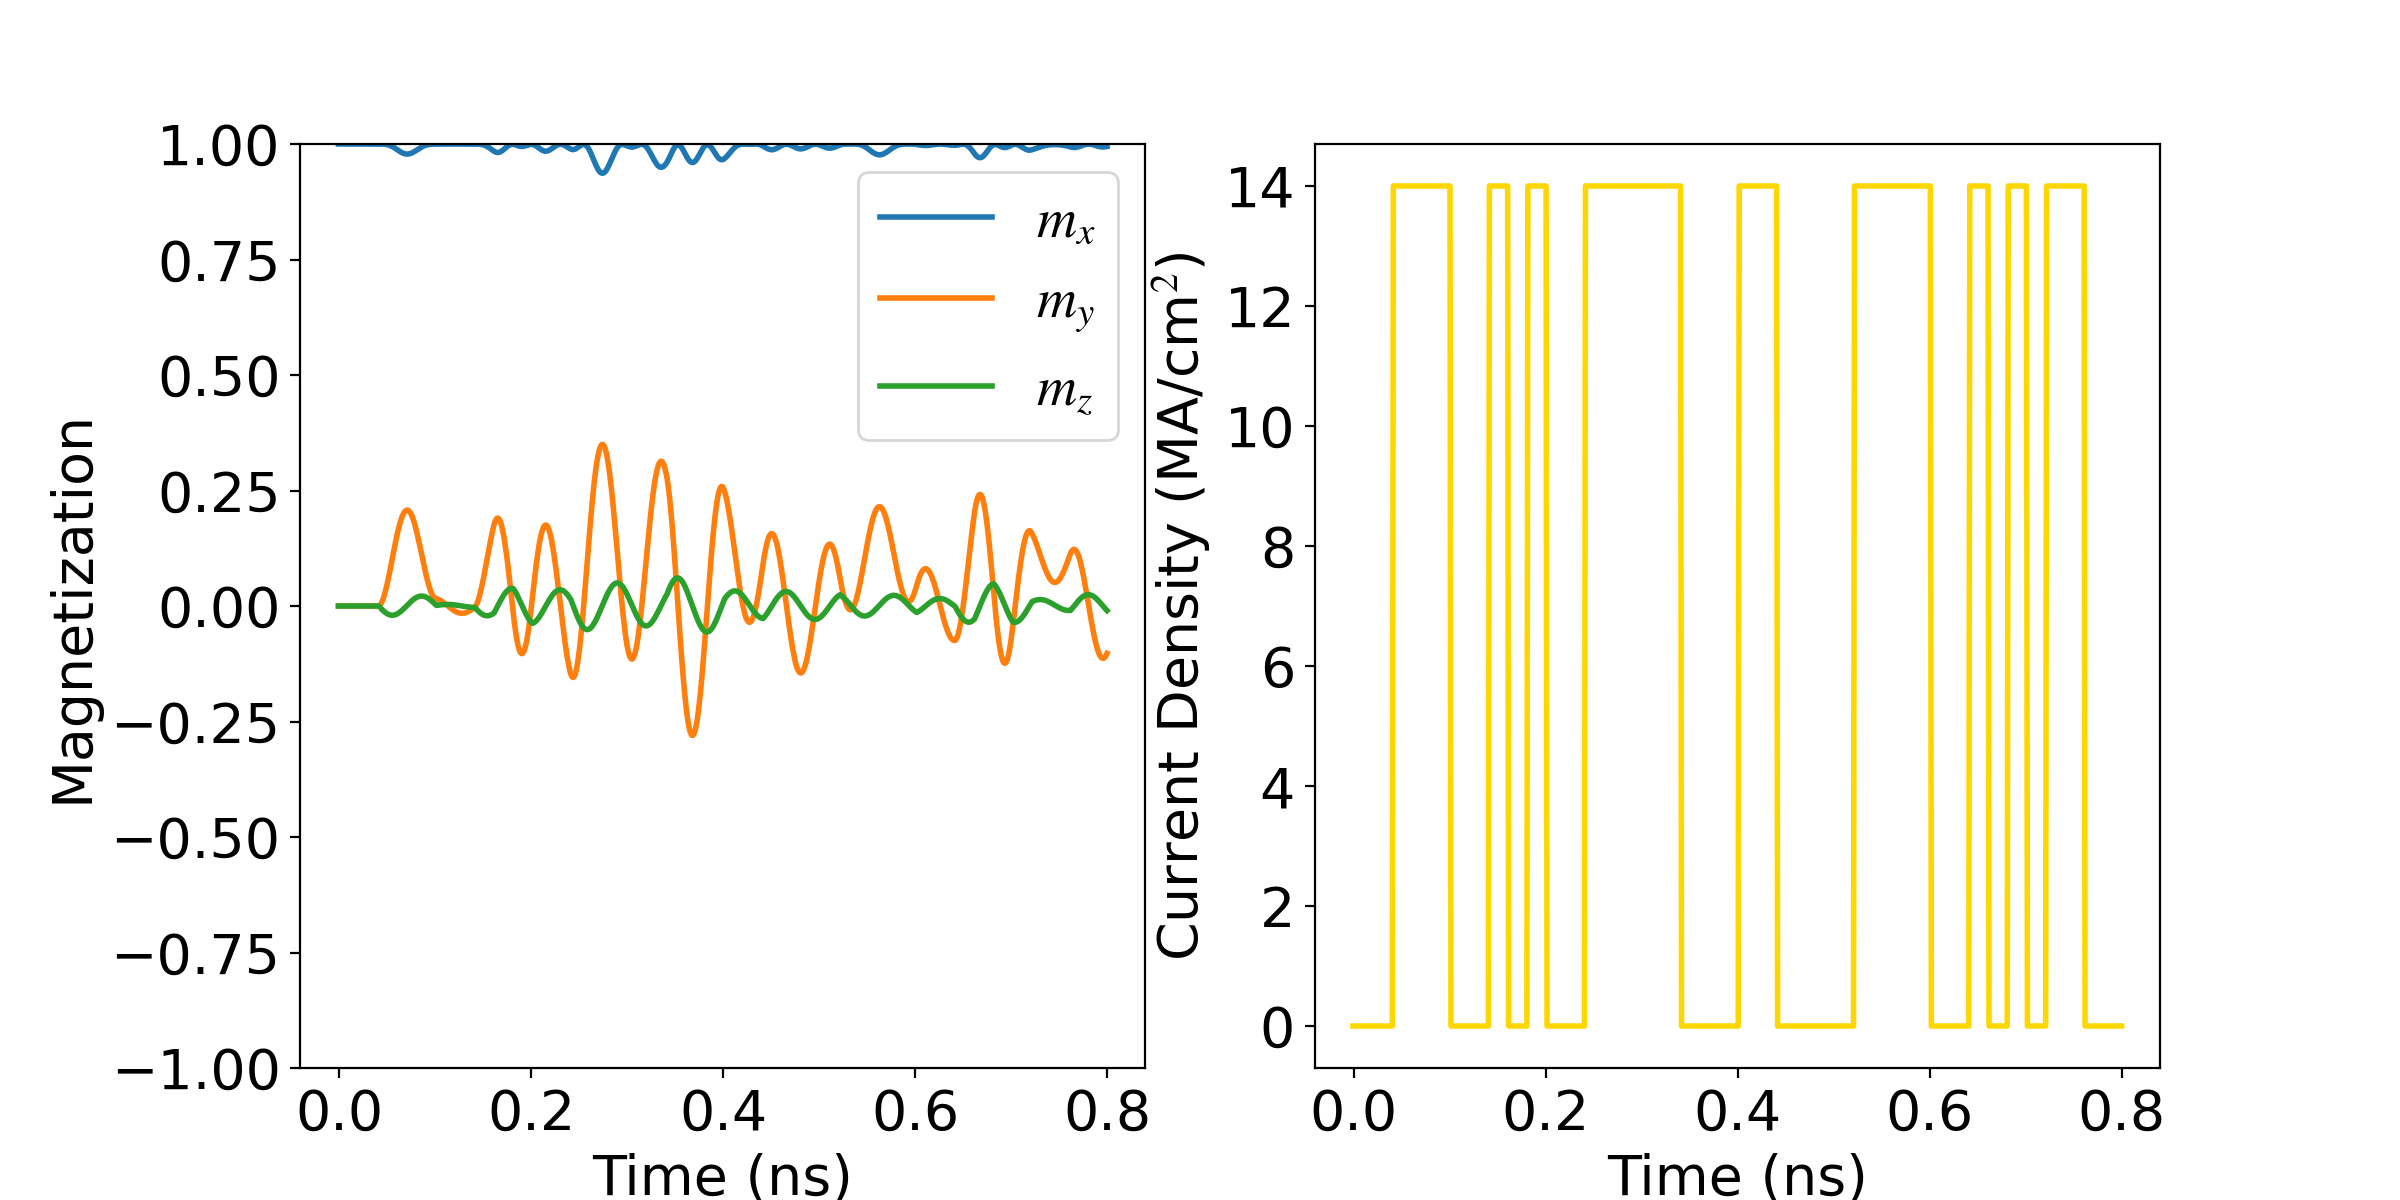 Magnetization
1.00
0.75
0.50
0.25
0.00
−0.25
−0.50
−0.75
−1.00
0.0 0.2 0.4 0.6 0.8
Time (ns)
m_x
m_y
m_z
Current Density (MA/cm²)
14
12
10
8
6
4
2
0
0.0 0.2 0.4 0.6 0.8
Time (ns)